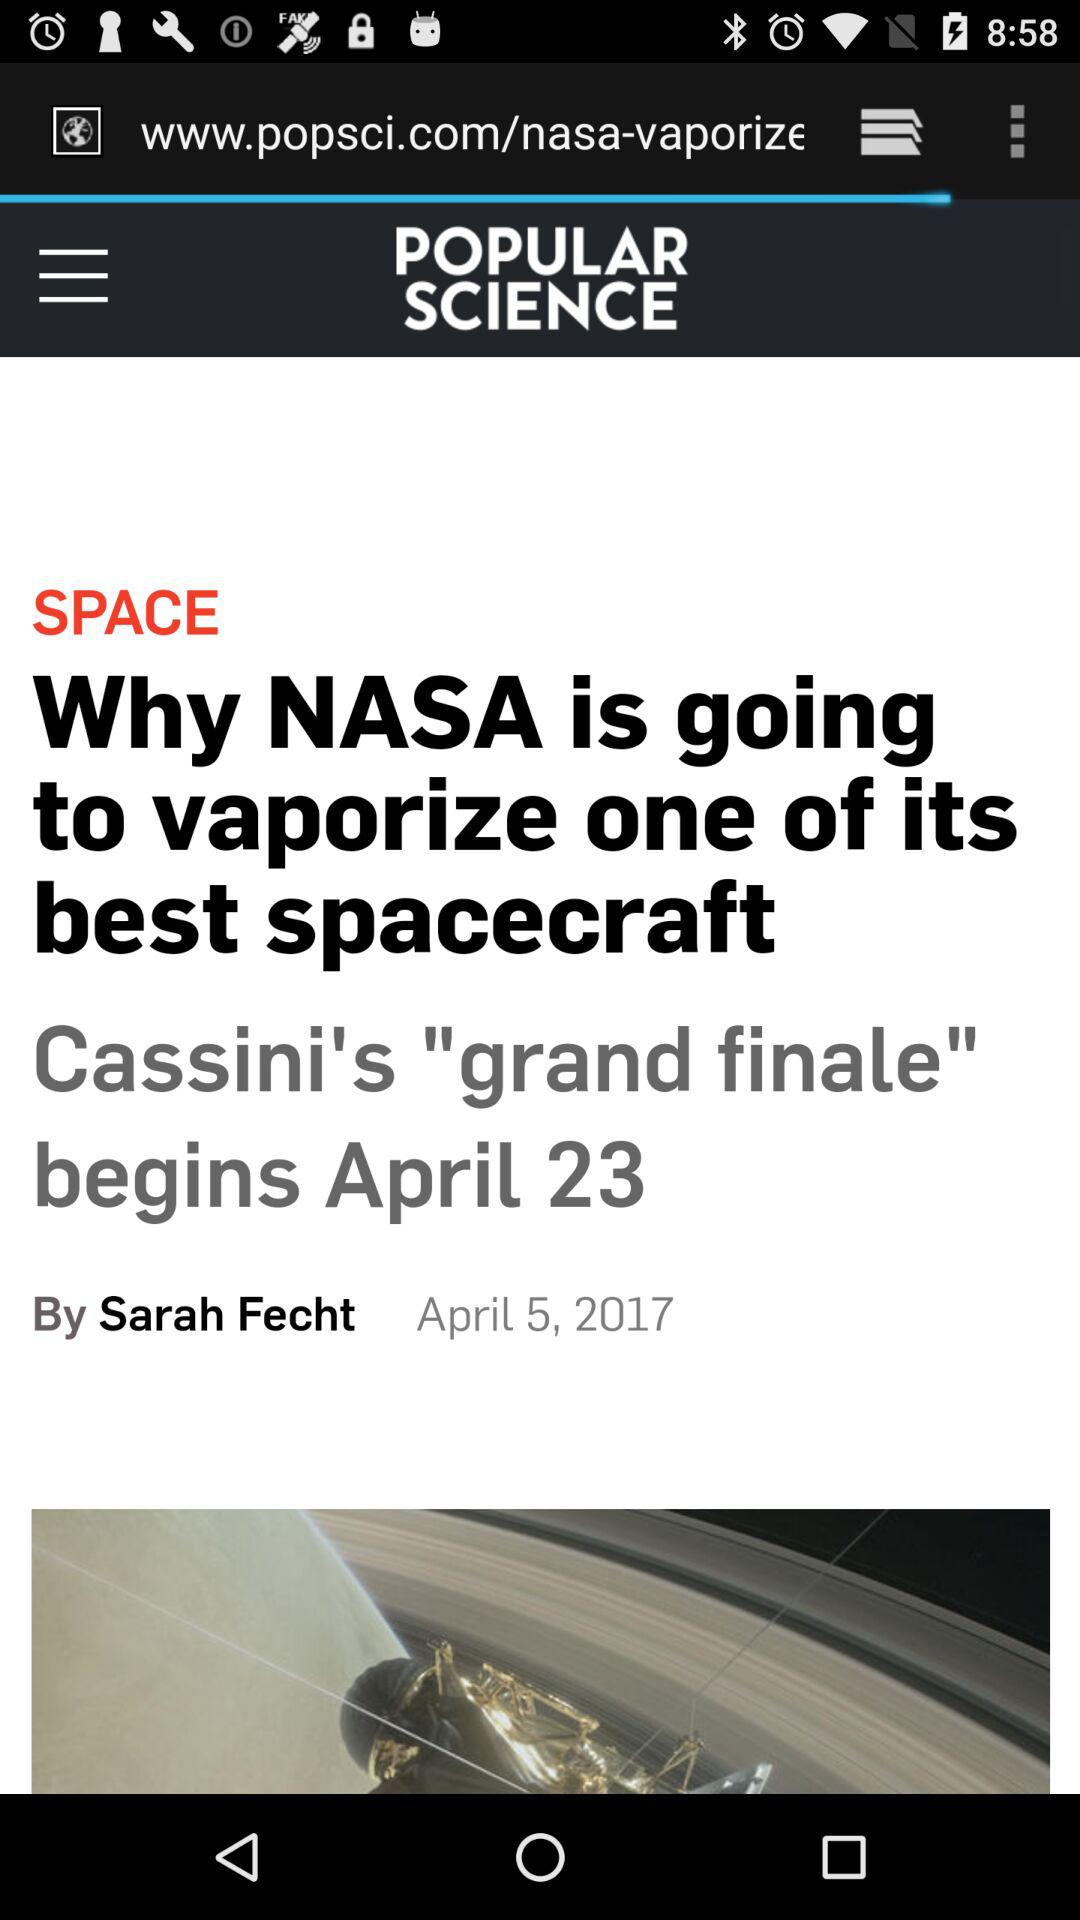 FAKE
8:58
www.popsci.com/nasa-vaporize
POPULAR
SCIENCE
SPACE
Why NASA is going
to vaporize one of its
best spacecraft
Cassini's "grand finale"
begins April 23
By Sarah Fecht April 5, 2017